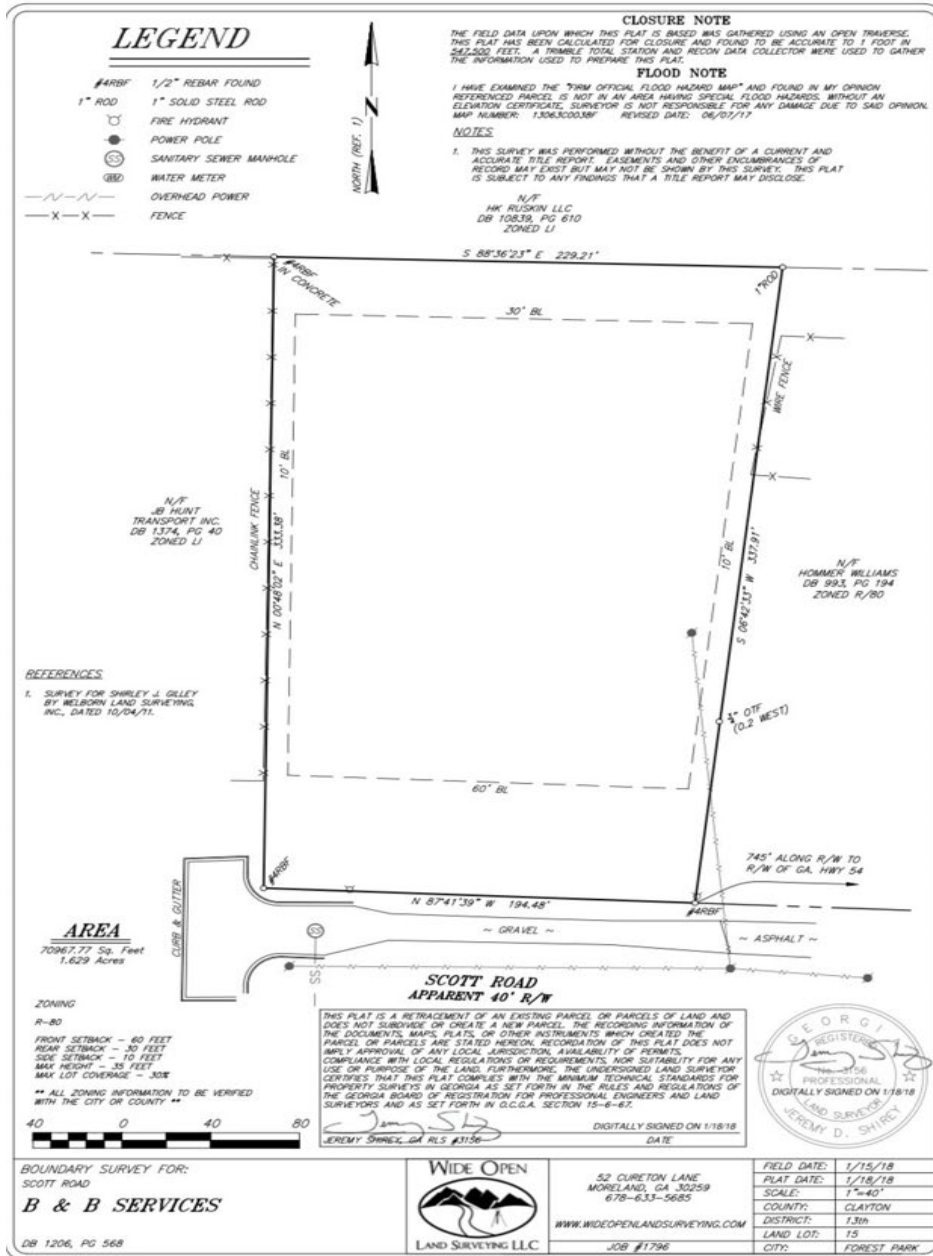 LEGEND
#4RBF 1/2" REBAR FOUND
1" ROD 1" SOLID STEEL ROD
FIRE HYDRANT
POWER POLE
SS SANITARY SEWER MANHOLE
WM WATER METER
OVERHEAD POWER
X X FENCE
NORTH (REF. 1)
N
CLOSURE NOTE
THE FIELD DATA UPON WHICH THIS PLAT IS BASED WAS GATHERED USING AN OPEN TRAVERSE.
THIS PLAT HAS BEEN CALCULATED FOR CLOSURE AND FOUND TO BE ACCURATE TO 1 FOOT IN
547,500 FEET. A TRIMBLE TOTAL STATION AND RECON DATA COLLECTOR WERE USED TO GATHER
THE INFORMATION USED TO PREPARE THIS PLAT.
FLOOD NOTE
I HAVE EXAMINED THE "FIRM OFFICIAL FLOOD HAZARD MAP" AND FOUND IN MY OPINION
REFERENCED PARCEL IS NOT IN AN AREA HAVING SPECIAL FLOOD HAZARDS. WITHOUT AN
ELEVATION CERTIFICATE, SURVEYOR IS NOT RESPONSIBLE FOR ANY DAMAGE DUE TO SAID OPINION.
MAP NUMBER: 13063C0038F REVISED DATE: 06/07/17
NOTES
1. THIS SURVEY WAS PERFORMED WITHOUT THE BENEFIT OF A CURRENT AND
ACCURATE TITLE REPORT. EASEMENTS AND OTHER ENCUMBRANCES OF
RECORD MAY EXIST BUT MAY NOT BE SHOWN BY THIS SURVEY. THIS PLAT
IS SUBJECT TO ANY FINDINGS THAT A TITLE REPORT MAY DISCLOSE.
N/F
HK RUSKIN LLC
DB 10839, PG 610
ZONED LI
S 88°36'23" E 229.21'
#4RBF
IN CONCRETE
1" ROD
30' BL
WIRE FENCE
10' BL
CHAINLINK FENCE
N 00°48'02" E 333.38'
N/F
JB HUNT
TRANSPORT INC.
DB 1374, PG 40
ZONED LI
10' BL
S 06°42'33" W 337.91'
N/F
HOMMER WILLIAMS
DB 993, PG 194
ZONED R/80
REFERENCES
1. SURVEY FOR SHIRLEY J. GILLEY
BY WELBORN LAND SURVEYING,
INC., DATED 10/04/11.
OTF
(0.2 WEST)
60' BL
745' ALONG R/W TO
R/W OF GA. HWY 54
#4RBF
N 87°41'39" W 194.48'
#4RBF
CURB & GUTTER
~ GRAVEL ~
~ ASPHALT ~
SS
SS
AREA
70967.77 Sq. Feet
1.629 Acres
SCOTT ROAD
APPARENT 40' R/W
ZONING
R-80
FRONT SETBACK - 60 FEET
REAR SETBACK - 30 FEET
SIDE SETBACK - 10 FEET
MAX HEIGHT - 35 FEET
MAX LOT COVERAGE - 30%
** ALL ZONING INFORMATION TO BE VERIFIED
WITH THE CITY OR COUNTY **
40 0 40 80
THIS PLAT IS A RETRACEMENT OF AN EXISTING PARCEL OR PARCELS OF LAND AND
DOES NOT SUBDIVIDE OR CREATE A NEW PARCEL. THE RECORDING INFORMATION OF
THE DOCUMENTS, MAPS, PLATS, OR OTHER INSTRUMENTS WHICH CREATED THE
PARCEL OR PARCELS ARE STATED HEREON. RECORDATION OF THIS PLAT DOES NOT
IMPLY APPROVAL OF ANY LOCAL JURISDICTION, AVAILABILITY OF PERMITS,
COMPLIANCE WITH LOCAL REGULATIONS OR REQUIREMENTS, NOR SUITABILITY FOR ANY
USE OR PURPOSE OF THE LAND. FURTHERMORE, THE UNDERSIGNED LAND SURVEYOR
CERTIFIES THAT THIS PLAT COMPLIES WITH THE MINIMUM TECHNICAL STANDARDS FOR
PROPERTY SURVEYS IN GEORGIA AS SET FORTH IN THE RULES AND REGULATIONS OF
THE GEORGIA BOARD OF REGISTRATION FOR PROFESSIONAL ENGINEERS AND LAND
SURVEYORS AND AS SET FORTH IN O.C.G.A. SECTION 15-6-67.
DIGITALLY SIGNED ON 1/18/18
JEREMY SHIREY, GA RLS #3156 DATE
GEORGIA
REGISTERED
No. 3156
PROFESSIONAL
DIGITALLY SIGNED ON 1/18/18
LAND SURVEYOR
JEREMY D. SHIREY
BOUNDARY SURVEY FOR:
SCOTT ROAD
B & B SERVICES
DB 1206, PG 568
WIDE OPEN
LAND SURVEYING LLC
52 CURETON LANE
MORELAND, GA 30259
678-633-5685
WWW.WIDEOPENLANDSURVEYING.COM
JOB #1796
FIELD DATE: 1/15/18
PLAT DATE: 1/18/18
SCALE: 1"=40'
COUNTY: CLAYTON
DISTRICT: 13th
LAND LOT: 15
CITY: FOREST PARK